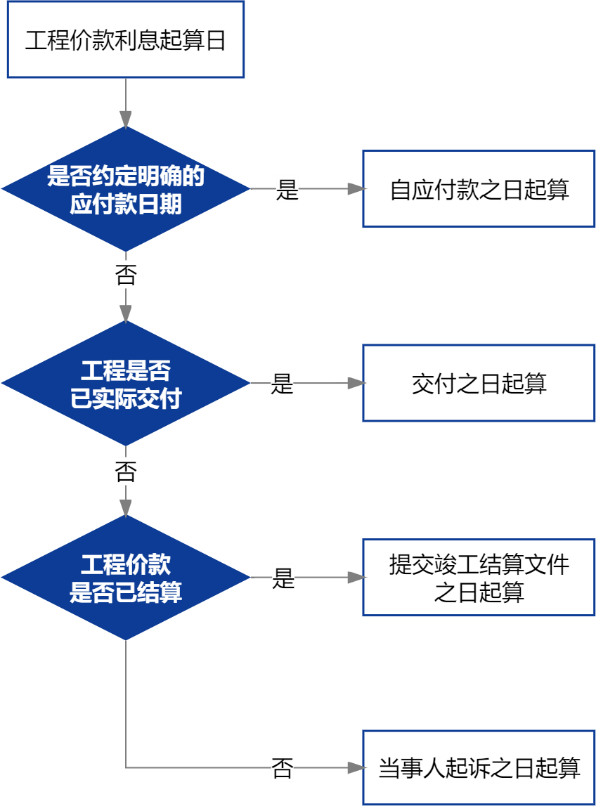 工程价款利息起算日
是否约定明确的
应付款日期
是
自应付款之日起算
否
工程是否
已实际交付
是
交付之日起算
否
工程价款
是否已结算
是
提交竣工结算文件
之日起算
否
当事人起诉之日起算